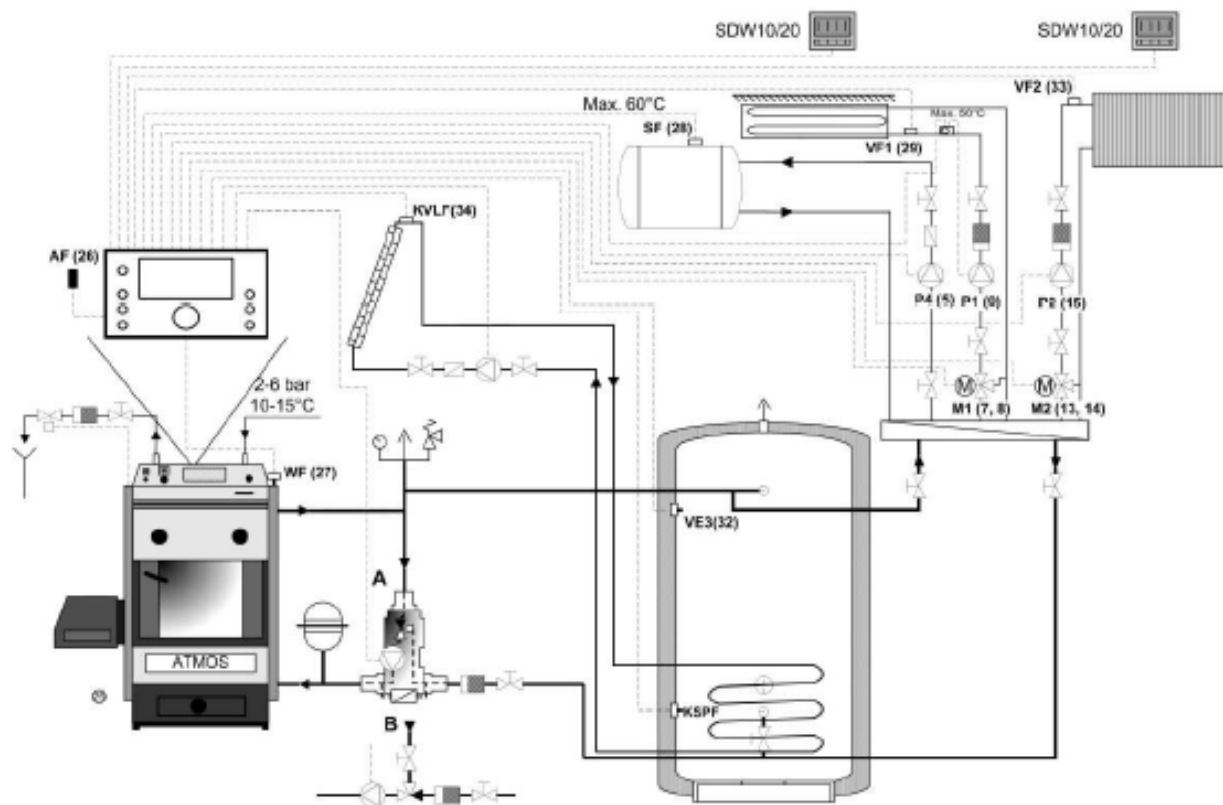 SDW10/20
SDW10/20
VF2 (33)
Max. 60°C
Max. 50°C
SF (28)
VF1 (29)
KVLF(34)
AF (26)
P4 (5)
P1 (9)
P2 (15)
2-6 bar
10-15°C
M
M
M1 (7, 8)
M2 (13, 14)
WF (27)
VE3(32)
A
ATMOS
KSPF
B